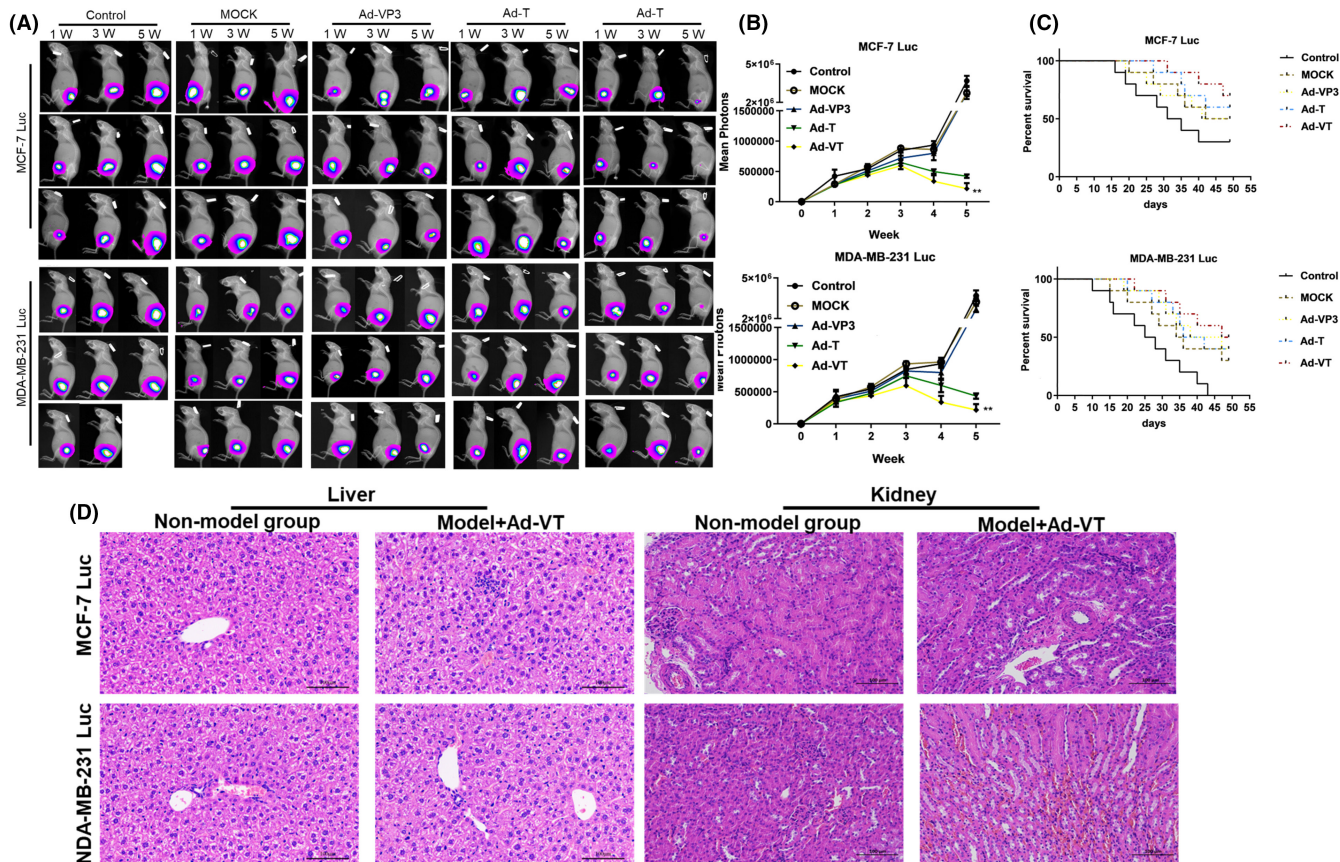 (A)
Control MOCK Ad-VP3 Ad-T Ad-T
1 W 3 W 5 W 1 W 3 W 5 W 1 W 3 W 5 W 1 W 3 W 5 W 1 W 3 W 5 W
MCF-7 Luc
MDA-MB-231 Luc
(B)
MCF-7 Luc
5×10⁶
2×10⁶
1500000
1000000
500000
0
Mean Photons
Control
MOCK
Ad-VP3
Ad-T
Ad-VT
**
0 1 2 3 4 5
Week
MDA-MB-231 Luc
5×10⁶
2×10⁶
1500000
1000000
500000
0
Mean Photons
Control
MOCK
Ad-VP3
Ad-T
Ad-VT
**
0 1 2 3 4 5
Week
(C)
MCF-7 Luc
100
50
0
Percent survival
0 5 10 15 20 25 30 35 40 45 50 55
days
Control
MOCK
Ad-VP3
Ad-T
Ad-VT
MDA-MB-231 Luc
100
50
0
Percent survival
0 5 10 15 20 25 30 35 40 45 50 55
days
Control
MOCK
Ad-VP3
Ad-T
Ad-VT
(D)
Liver Kidney
Non-model group Model+Ad-VT Non-model group Model+Ad-VT
MCF-7 Luc
NDA-MB-231 Luc